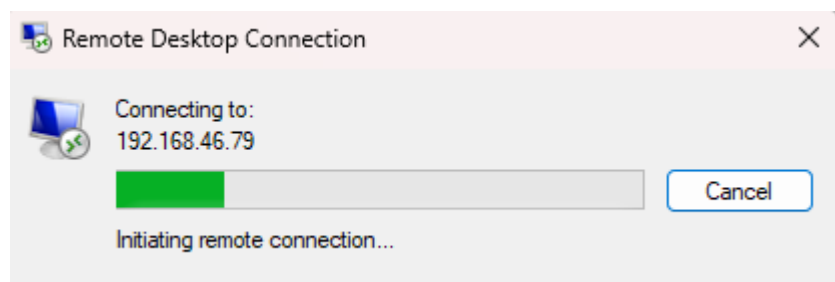 Remote Desktop Connection
Connecting to:
192.168.46.79
Cancel
Initiating remote connection...